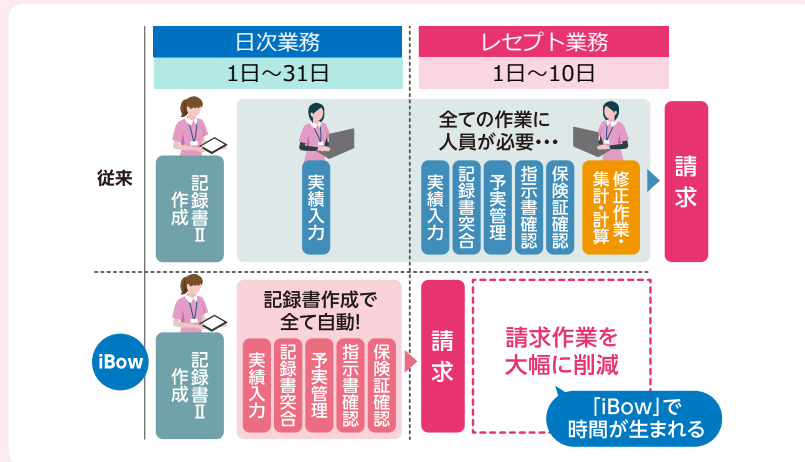 日次業務
レセプト業務
1日～31日
1日～10日
従来
記録書Ⅱ
作成
実績入力
全ての作業に
人員が必要･･･
実績入力
記録書突合
予実管理
指示書確認
保険証確認
修正作業・
集計・計算
請求
iBow
記録書Ⅱ
作成
記録書作成で
全て自動!
実績入力
記録書突合
予実管理
指示書確認
保険証確認
請求
請求作業を
大幅に削減
「iBow」で
時間が生まれる